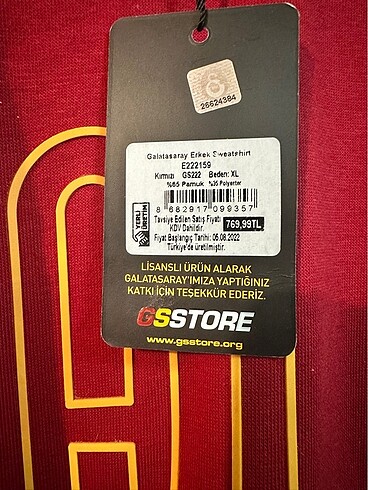 26624384
Galatasaray Erkek Sweatshirt
E222159
Kırmızı GS222 Beden: XL
%65 Pamuk %35 Polyester
8 682917 099357
YERLİ ÜRETİM
Tavsiye Edilen Satış Fiyatı
KDV Dahildir.
769,99TL
Fiyat Başlangıç Tarihi: 05.08.2022
Türkiye'de üretilmiştir.
LİSANSLI ÜRÜN ALARAK
GALATASARAY'IMIZA YAPTIĞINIZ
KATKI İÇİN TEŞEKKÜR EDERİZ.
GSSTORE
www.gsstore.org